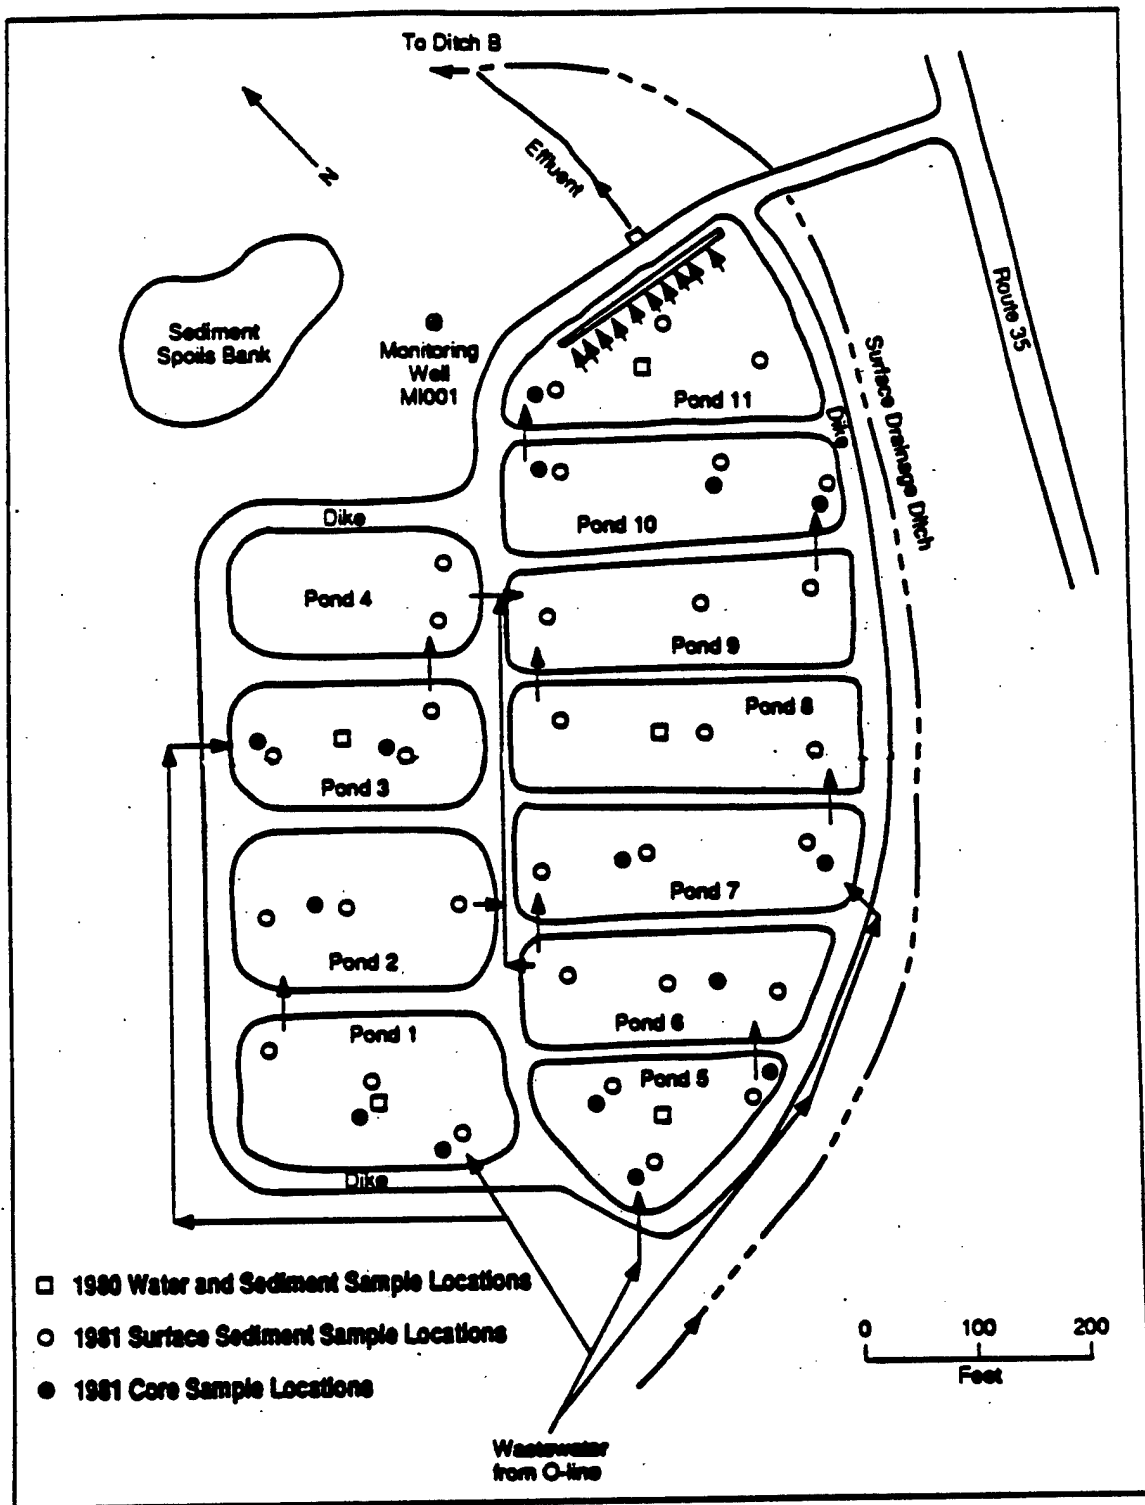 To Ditch B
Effluent
N
Route 35
Sediment
Spoils Bank
Monitoring
Well
MI001
Surface Drainage Ditch
Pond 11
Dike
Pond 10
Dike
Pond 4
Pond 9
Pond 8
Pond 3
Pond 7
Pond 2
Pond 6
Pond 1
Pond 5
Dike
1980 Water and Sediment Sample Locations
1981 Surface Sediment Sample Locations
1981 Core Sample Locations
0 100 200
Feet
Wastewater
from O-line